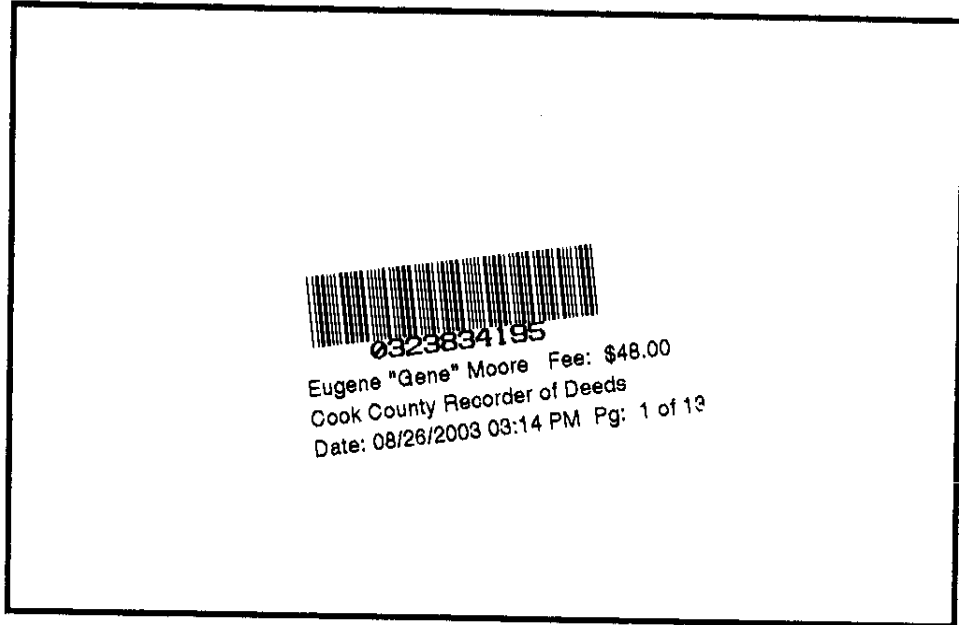 0323834195
Eugene "Gene" Moore Fee: $48.00
Cook County Recorder of Deeds
Date: 08/26/2003 03:14 PM Pg: 1 of 13